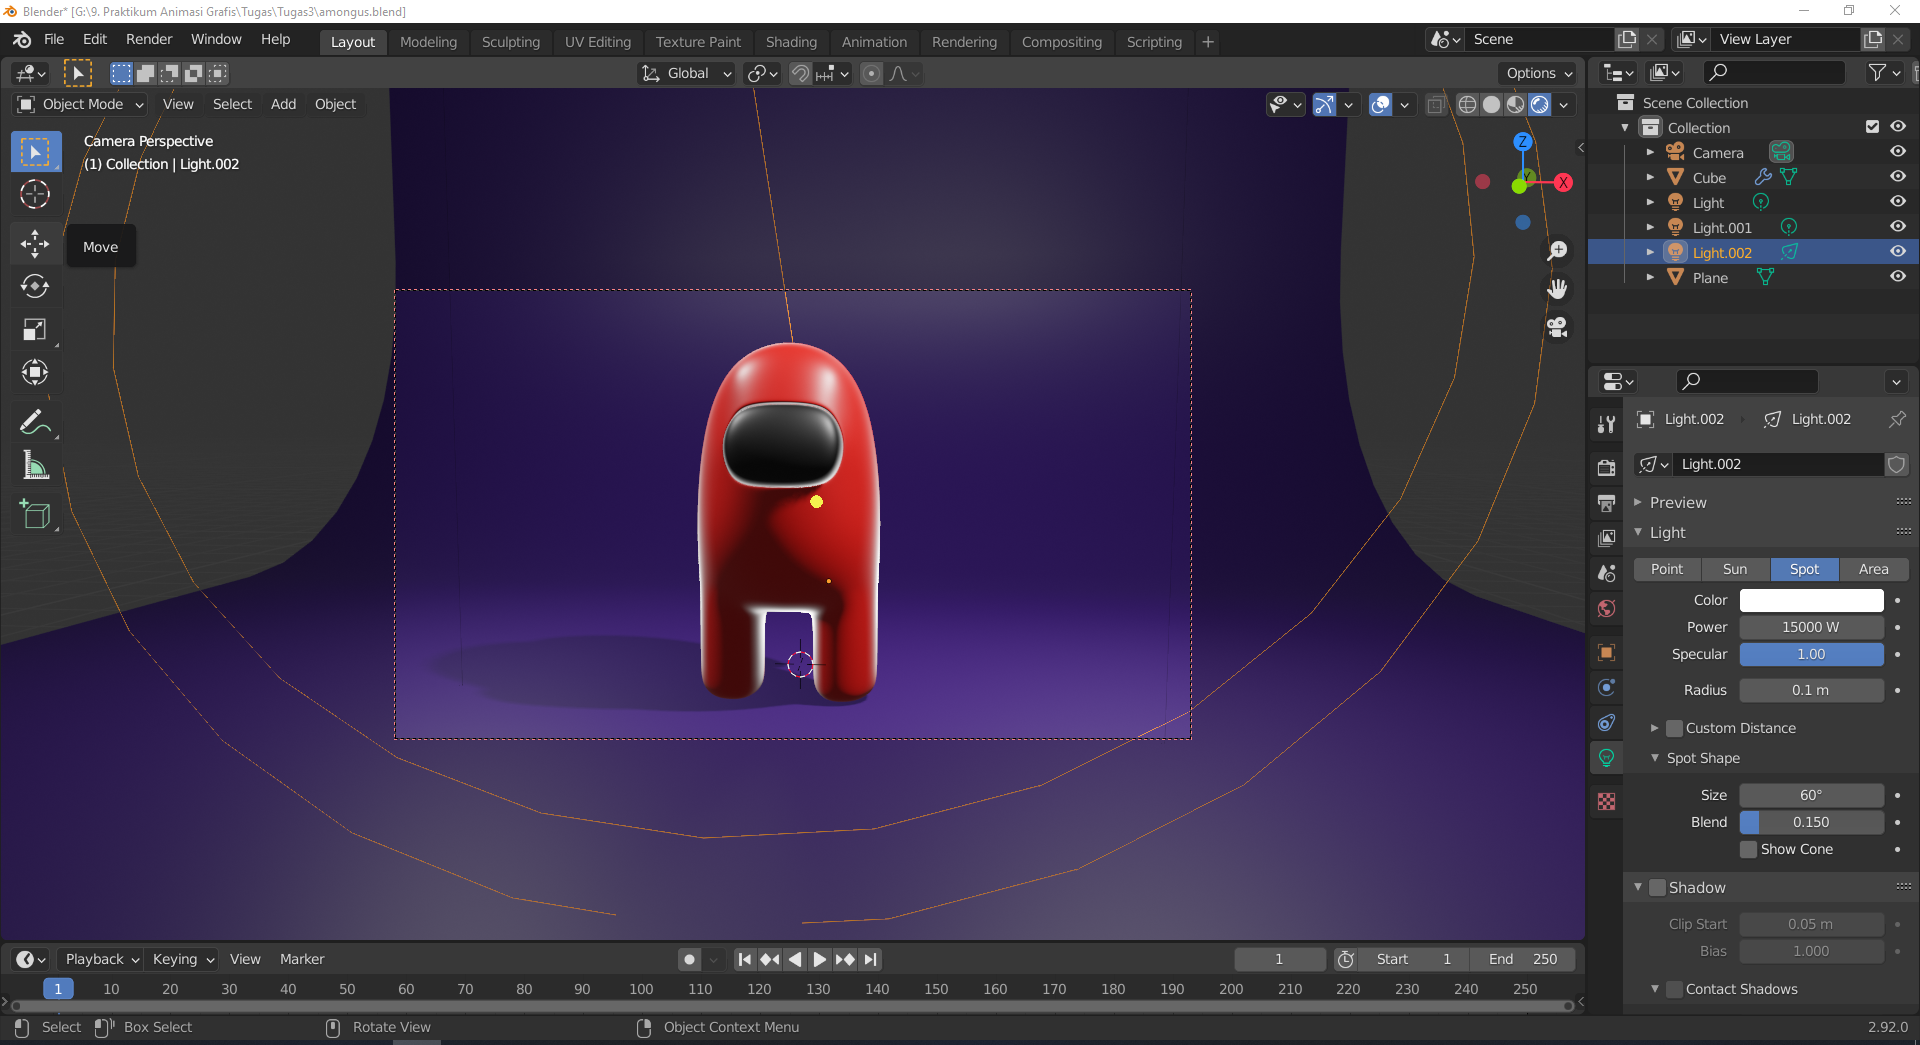 Blender* [G:\9. Praktikum Animasi Grafis\Tugas\Tugas3\amongus.blend]
File Edit Render Window Help Layout Modeling Sculpting UV Editing Texture Paint Shading Animation Rendering Compositing Scripting + Scene View Layer
Global Options
Object Mode View Select Add Object
Camera Perspective
(1) Collection | Light.002
Move
Z
Y
X
Scene Collection
Collection
Camera
Cube
Light
Light.001
Light.002
Plane
Light.002 Light.002
Light.002
Preview
Light
Point Sun Spot Area
Color
Power 15000 W
Specular 1.00
Radius 0.1 m
Custom Distance
Spot Shape
Size 60°
Blend 0.150
Show Cone
Shadow
Clip Start 0.05 m
Bias 1.000
Contact Shadows
Playback Keying View Marker 1 Start 1 End 250
1 10 20 30 40 50 60 70 80 90 100 110 120 130 140 150 160 170 180 190 200 210 220 230 240 250
Select Box Select Rotate View Object Context Menu 2.92.0